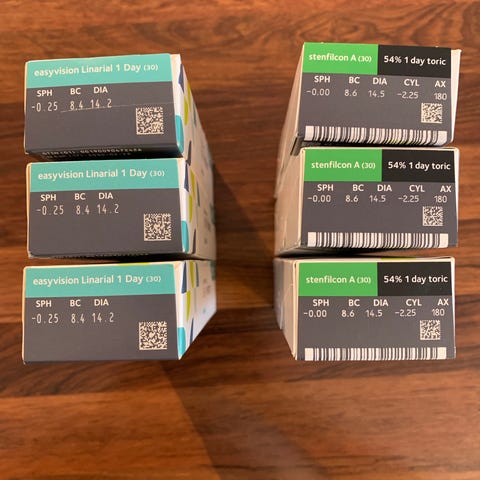 easyvision Linarial 1 Day (30)
SPH BC DIA
-0.25 8.4 14.2
easyvision Linarial 1 Day (30)
SPH BC DIA
-0.25 8.4 14.2
easyvision Linarial 1 Day (30)
SPH BC DIA
-0.25 8.4 14.2
stenfilcon A (30) 54% 1 day toric
SPH BC DIA CYL AX
-0.00 8.6 14.5 -2.25 180
stenfilcon A (30) 54% 1 day toric
SPH BC DIA CYL AX
-0.00 8.6 14.5 -2.25 180
stenfilcon A (30) 54% 1 day toric
SPH BC DIA CYL AX
-0.00 8.6 14.5 -2.25 180